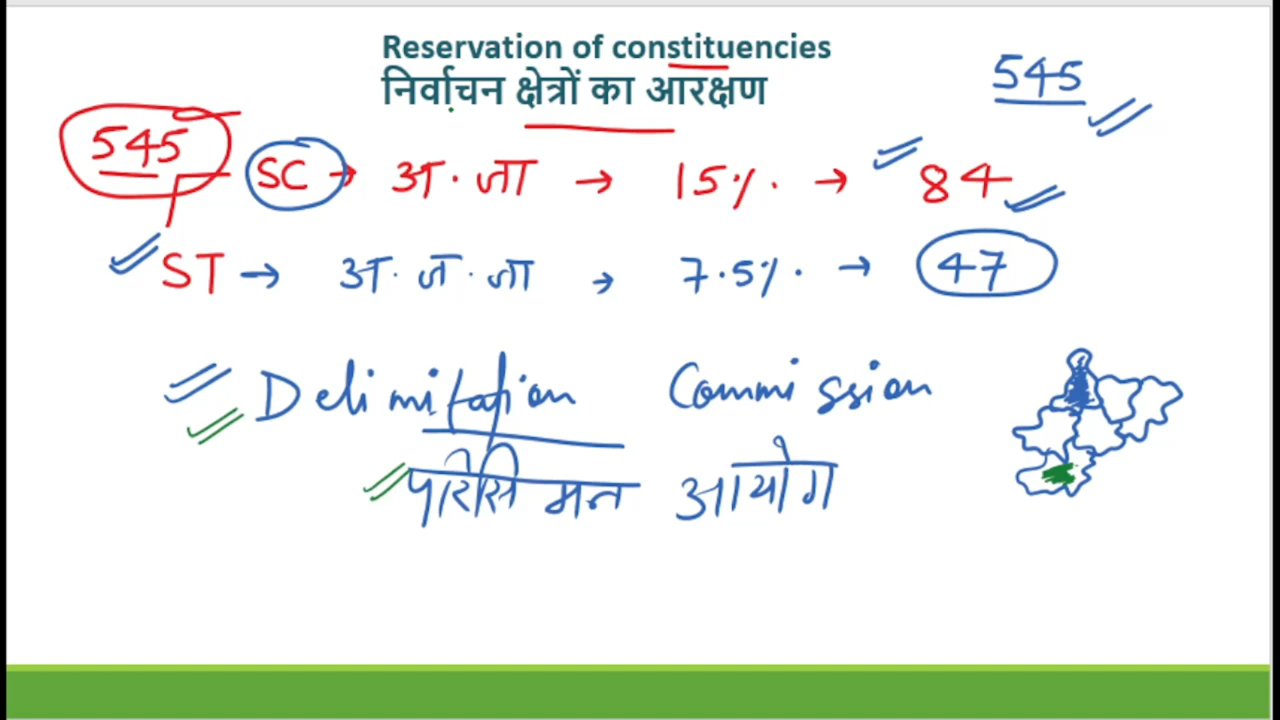 Reservation of constituencies
निर्वाचन क्षेत्रों का आरक्षण
545
545
SC → अ. जा → 15% → 84
ST → अ. ज. जा → 7.5% → 47
Delimitation Commission
परिसिमन आयोग